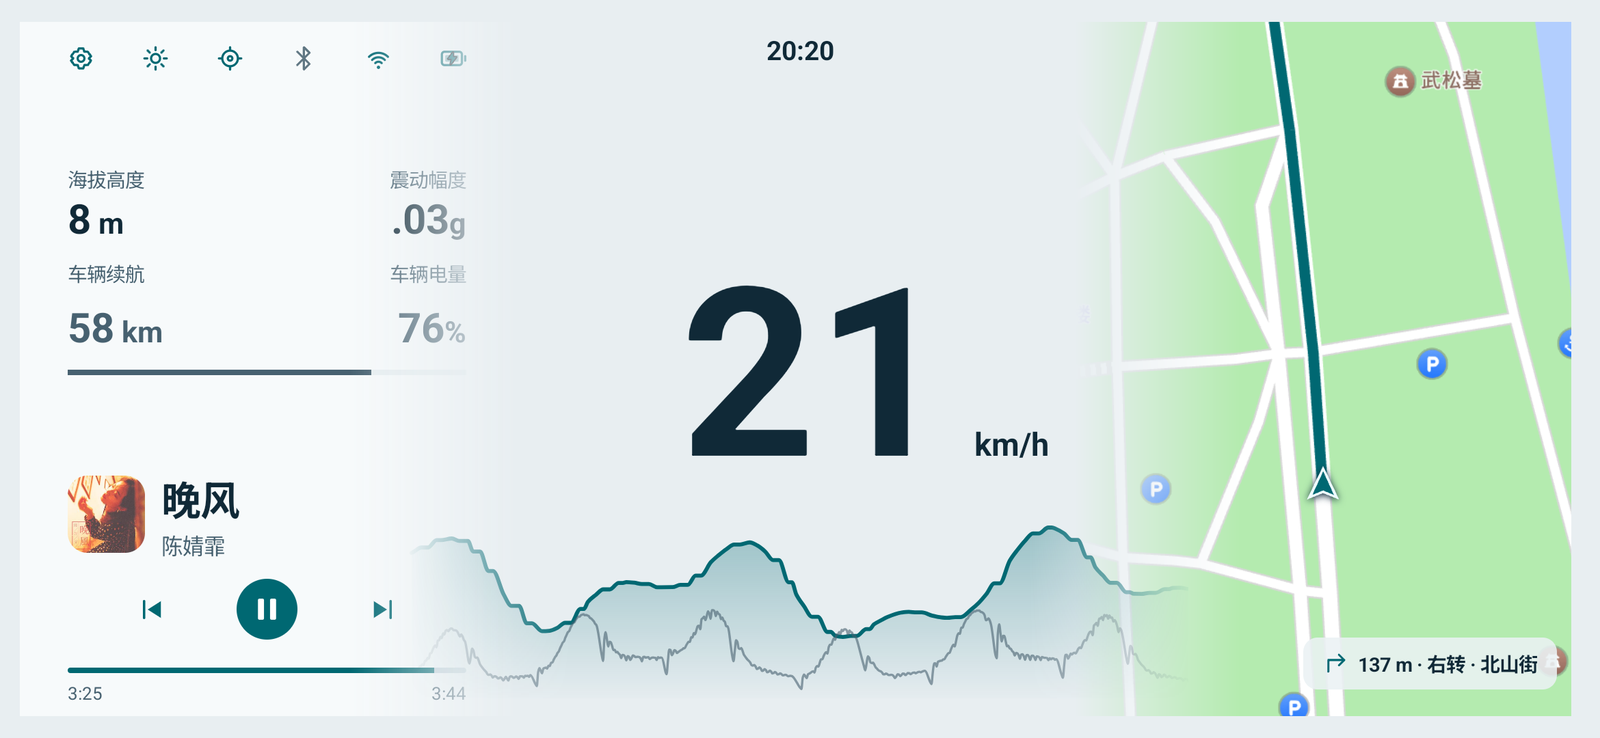 20:20
海拔高度
震动幅度
8 m
.03g
车辆续航
车辆电量
58 km
76%
21 km/h
晚风
陈婧霏
3:25
3:44
武松墓
P
P
P
137 m · 右转 · 北山街